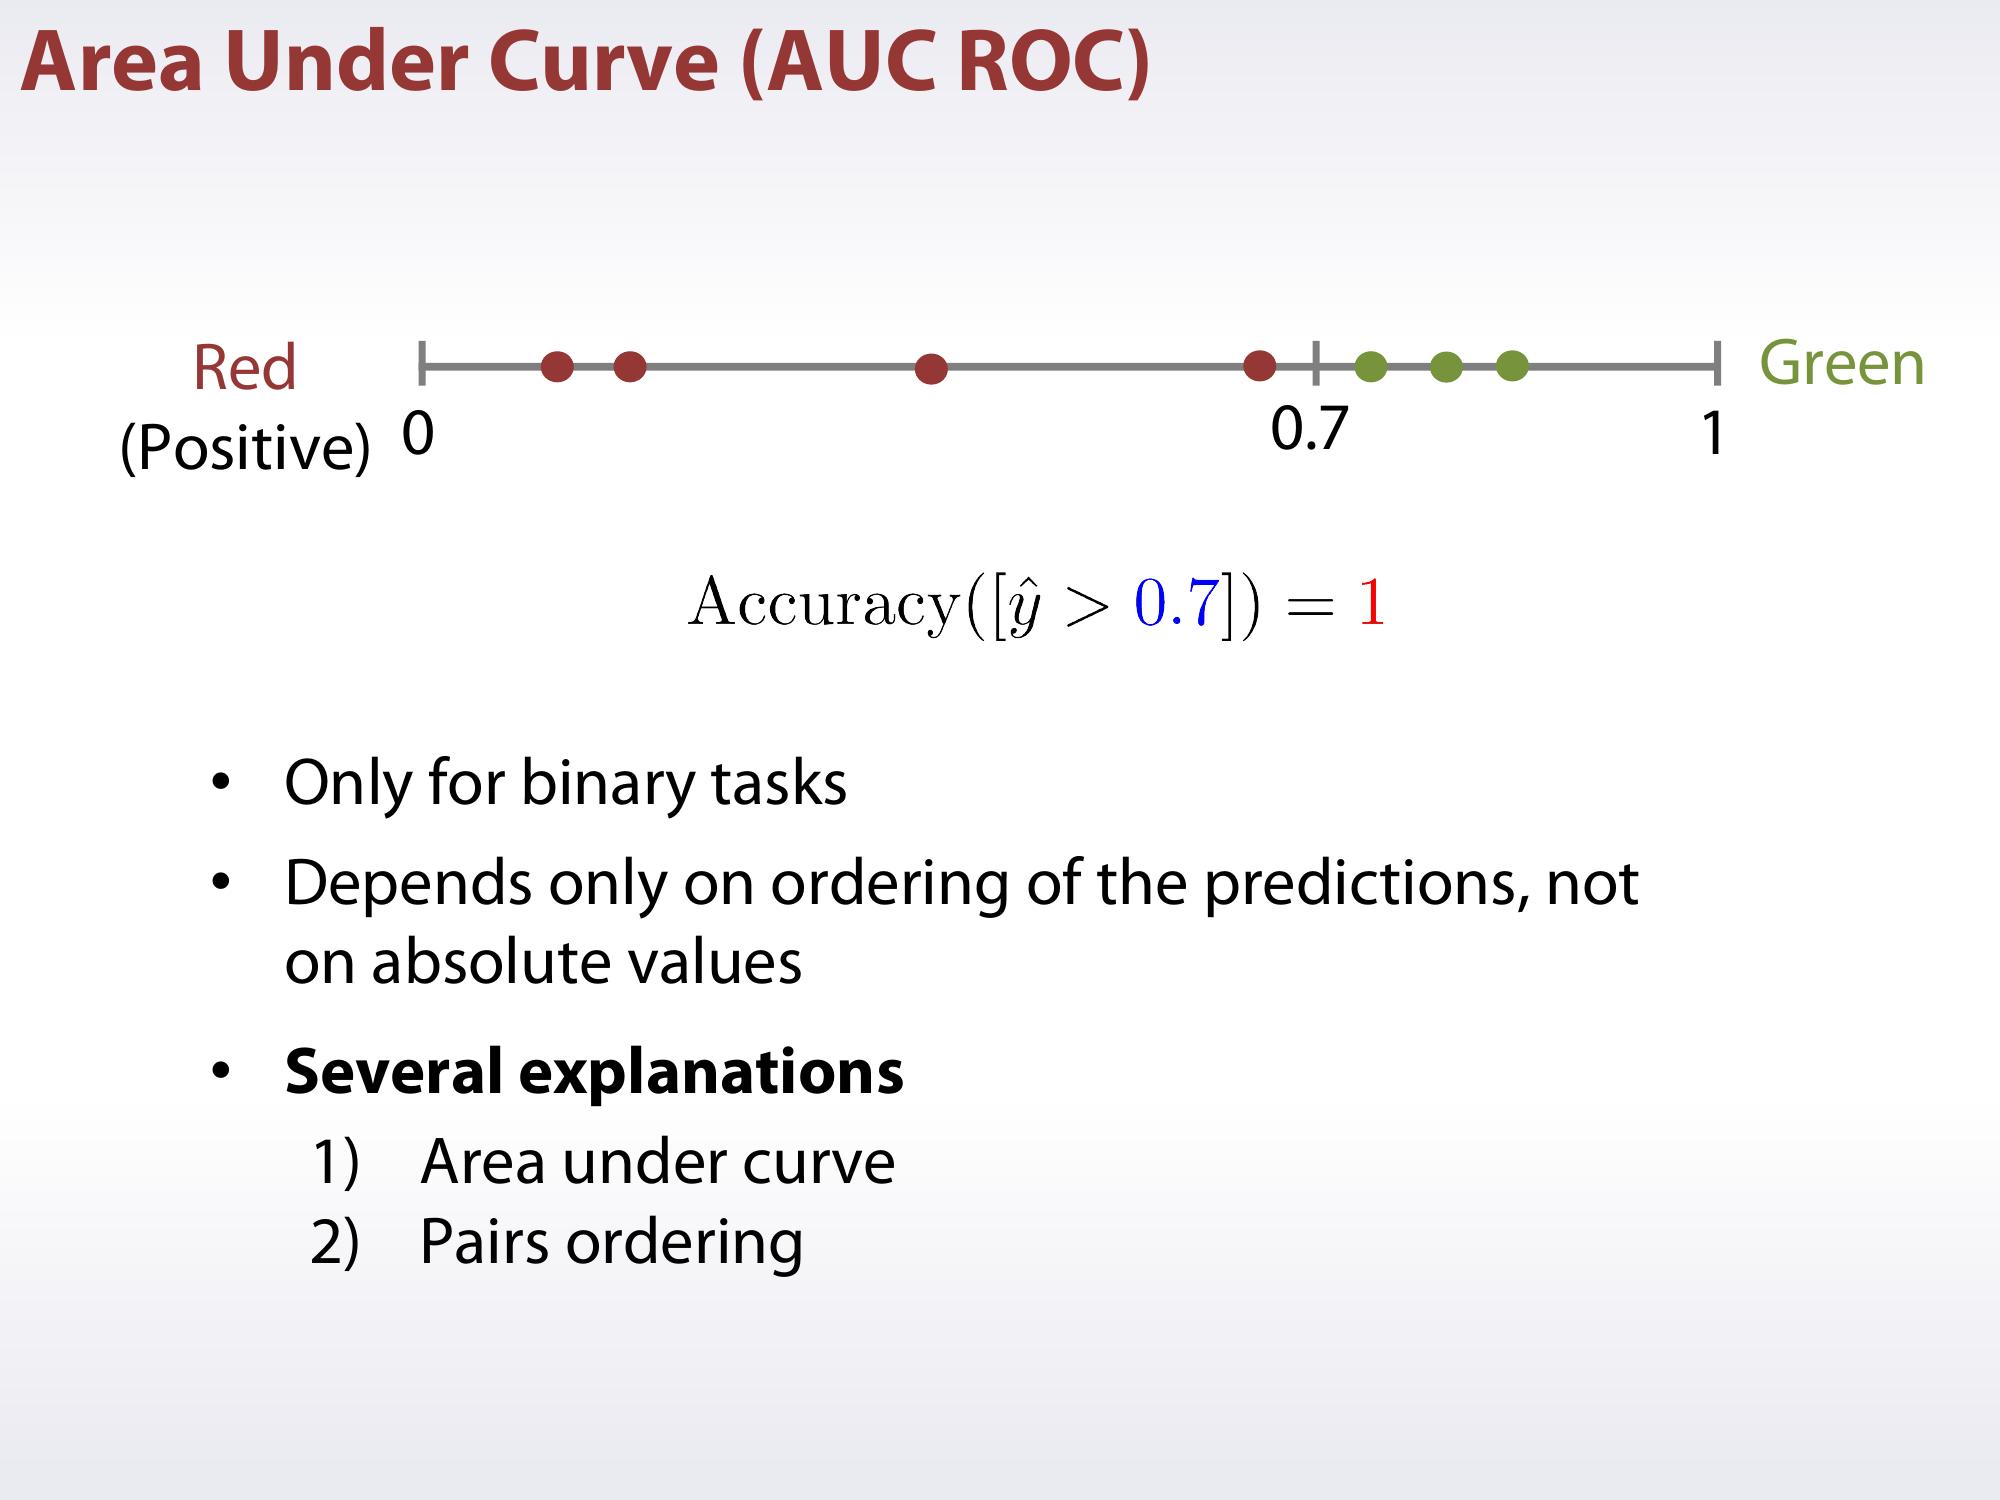 Area Under Curve (AUC ROC)
Red
Green
(Positive)
0
0.7
1
Accuracy([ŷ > 0.7]) = 1
• Only for binary tasks
• Depends only on ordering of the predictions, not
on absolute values
• Several explanations
1) Area under curve
2) Pairs ordering